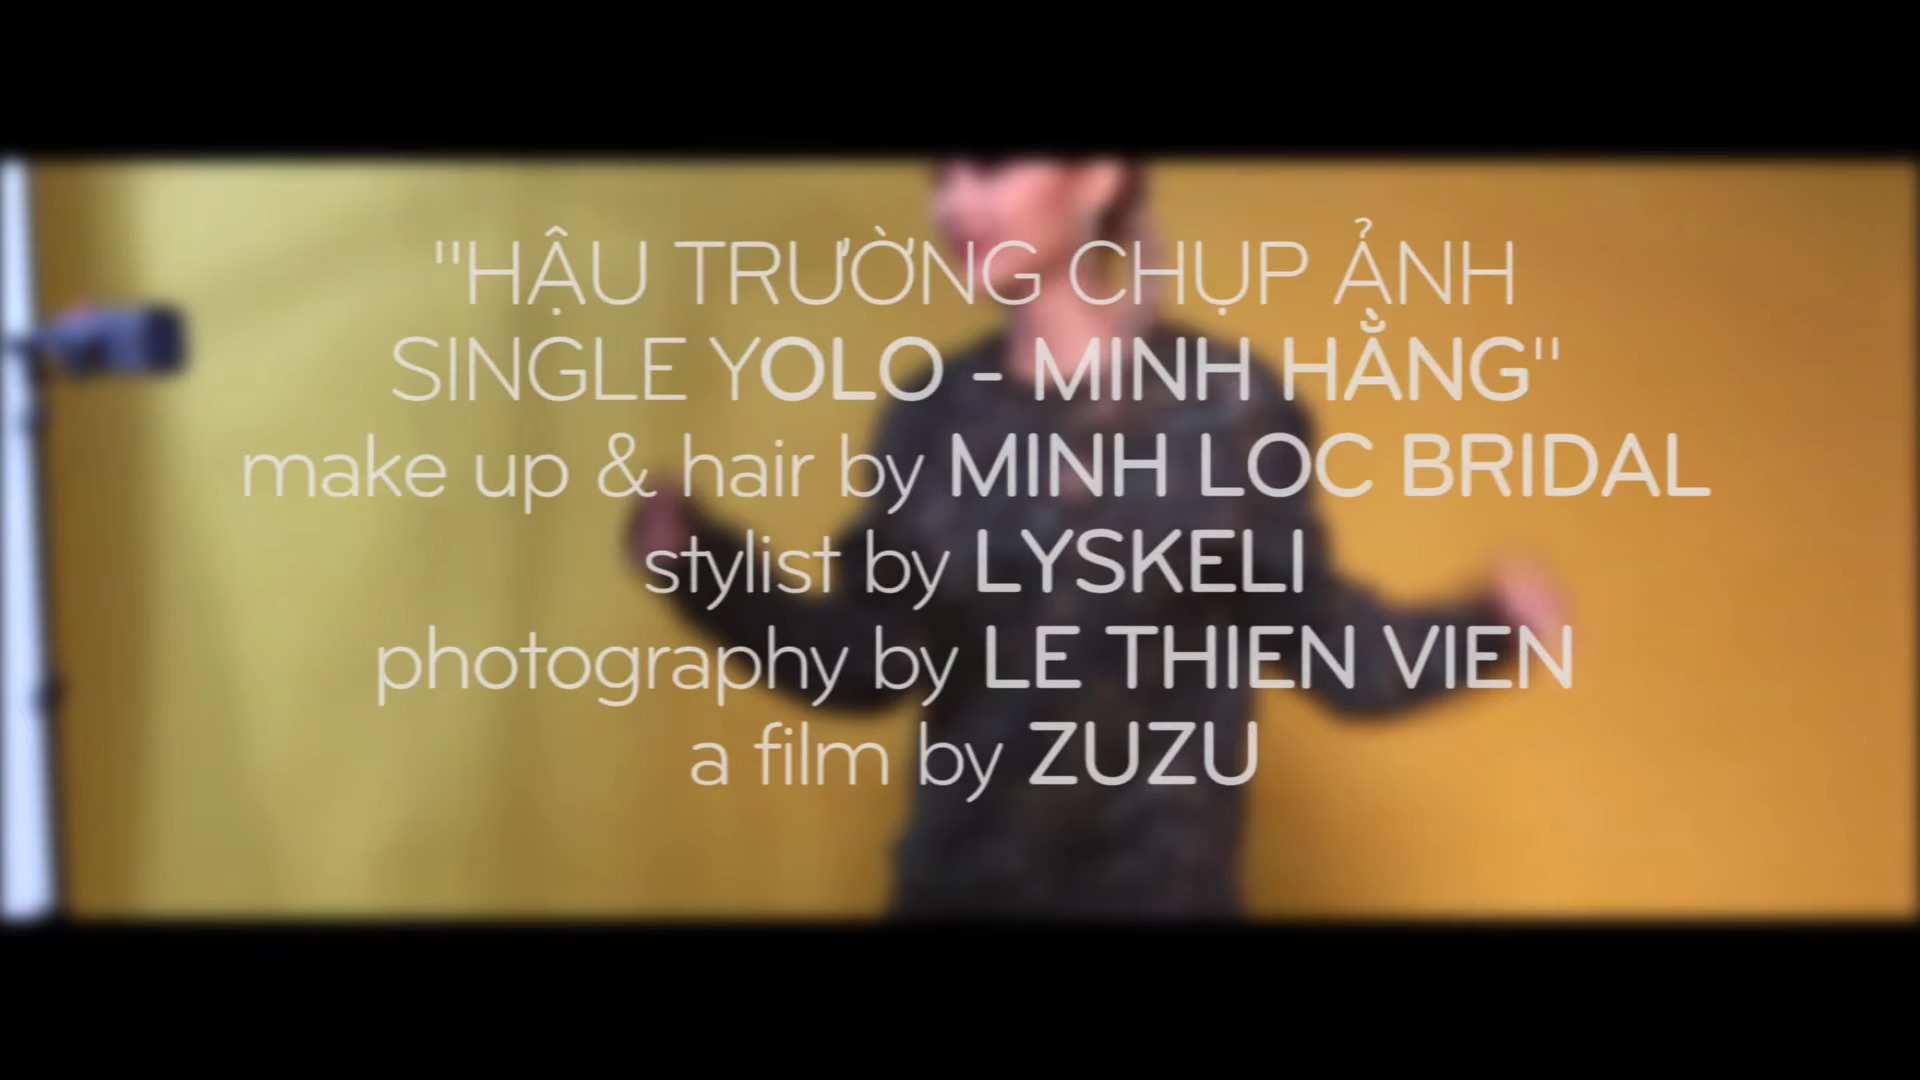 "HẬU TRƯỜNG CHỤP ẢNH
SINGLE YOLO - MINH HẰNG"
make up & hair by MINH LOC BRIDAL
stylist by LYSKELI
photography by LE THIEN VIEN
a film by ZUZU